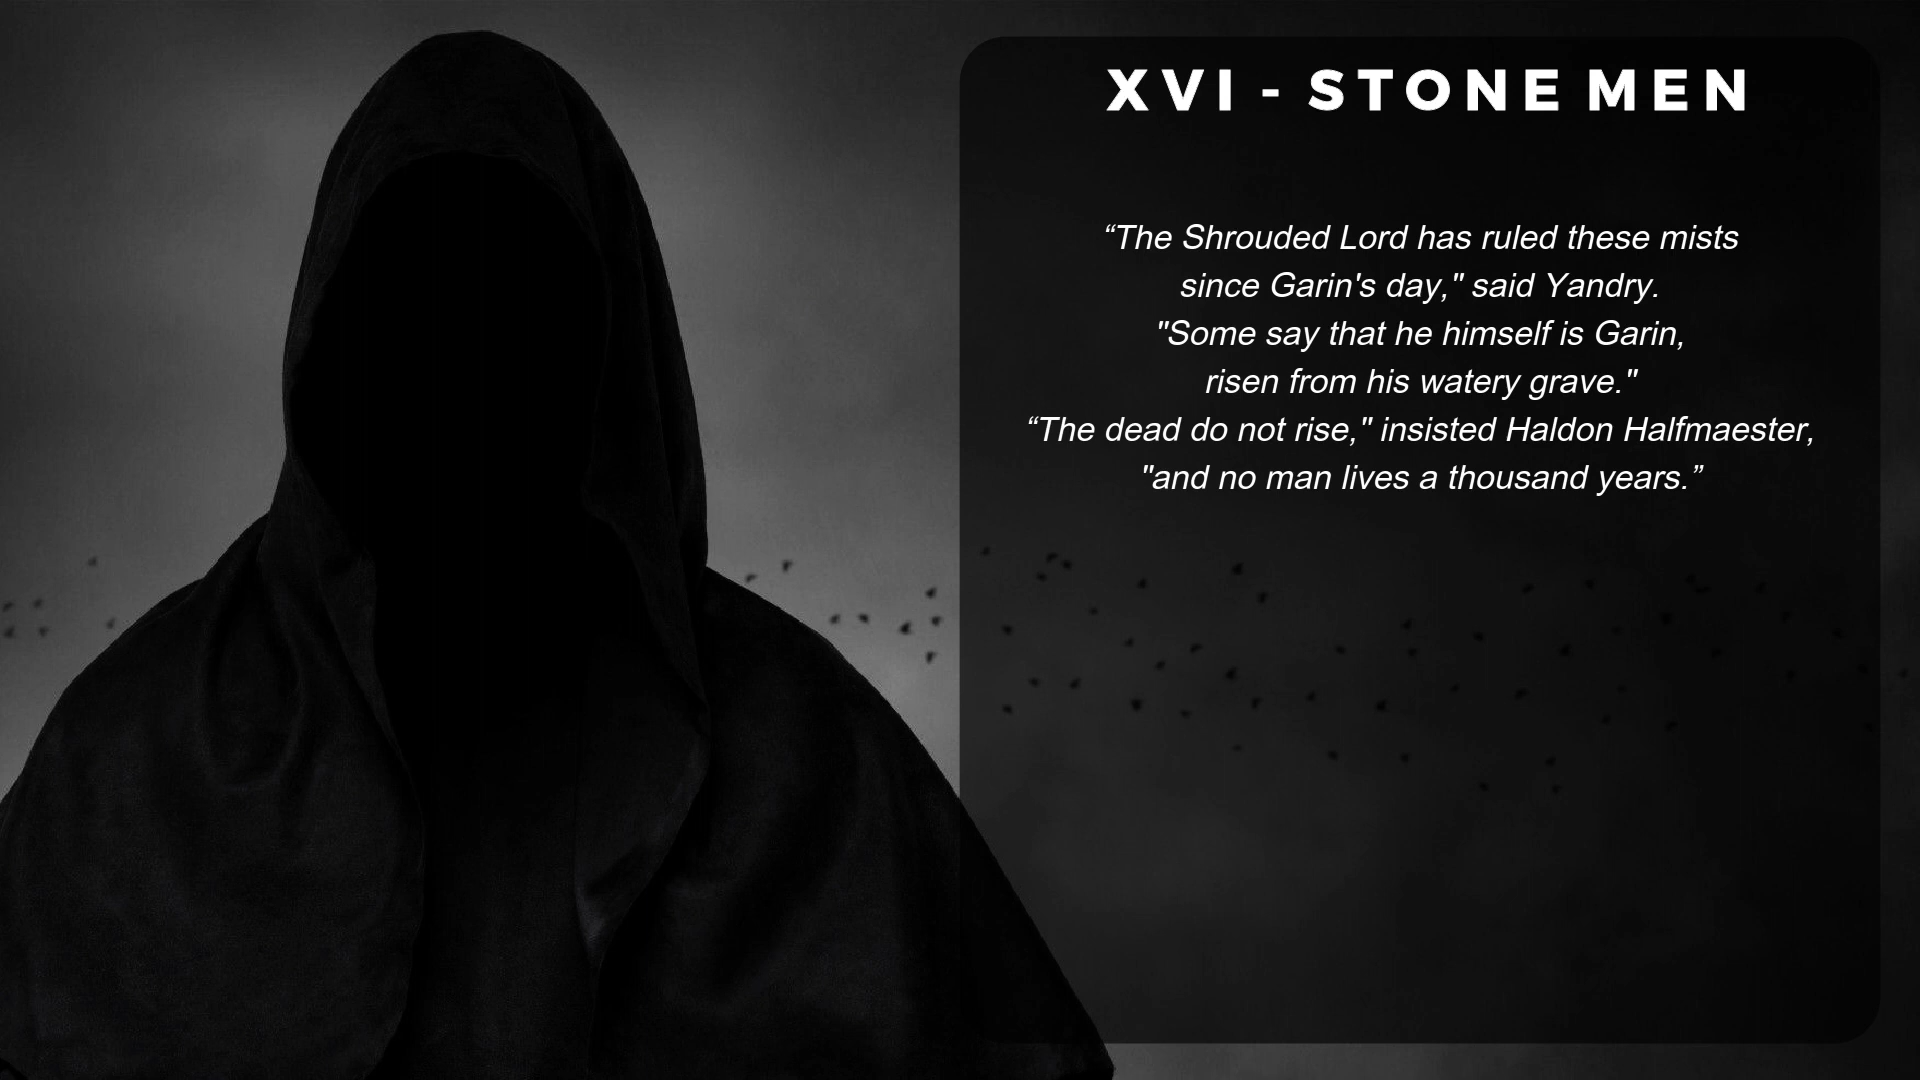 XVI - STONE MEN
“The Shrouded Lord has ruled these mists
since Garin's day," said Yandry.
"Some say that he himself is Garin,
risen from his watery grave."
“The dead do not rise," insisted Haldon Halfmaester,
"and no man lives a thousand years.”